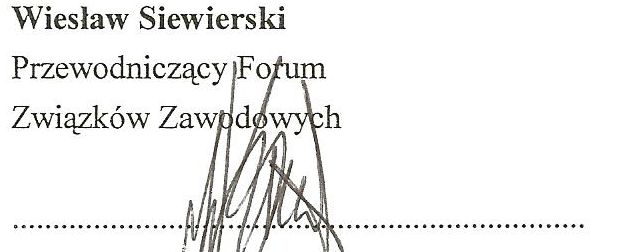 Wiesław Siewierski
Przewodniczący Forum
Związków Zawodowych